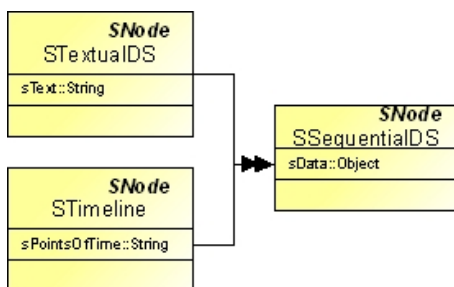 SNode
STextualDS
sText::String
SNode
STimeline
sPointsOfTime::String
SNode
SSequentialDS
sData::Object